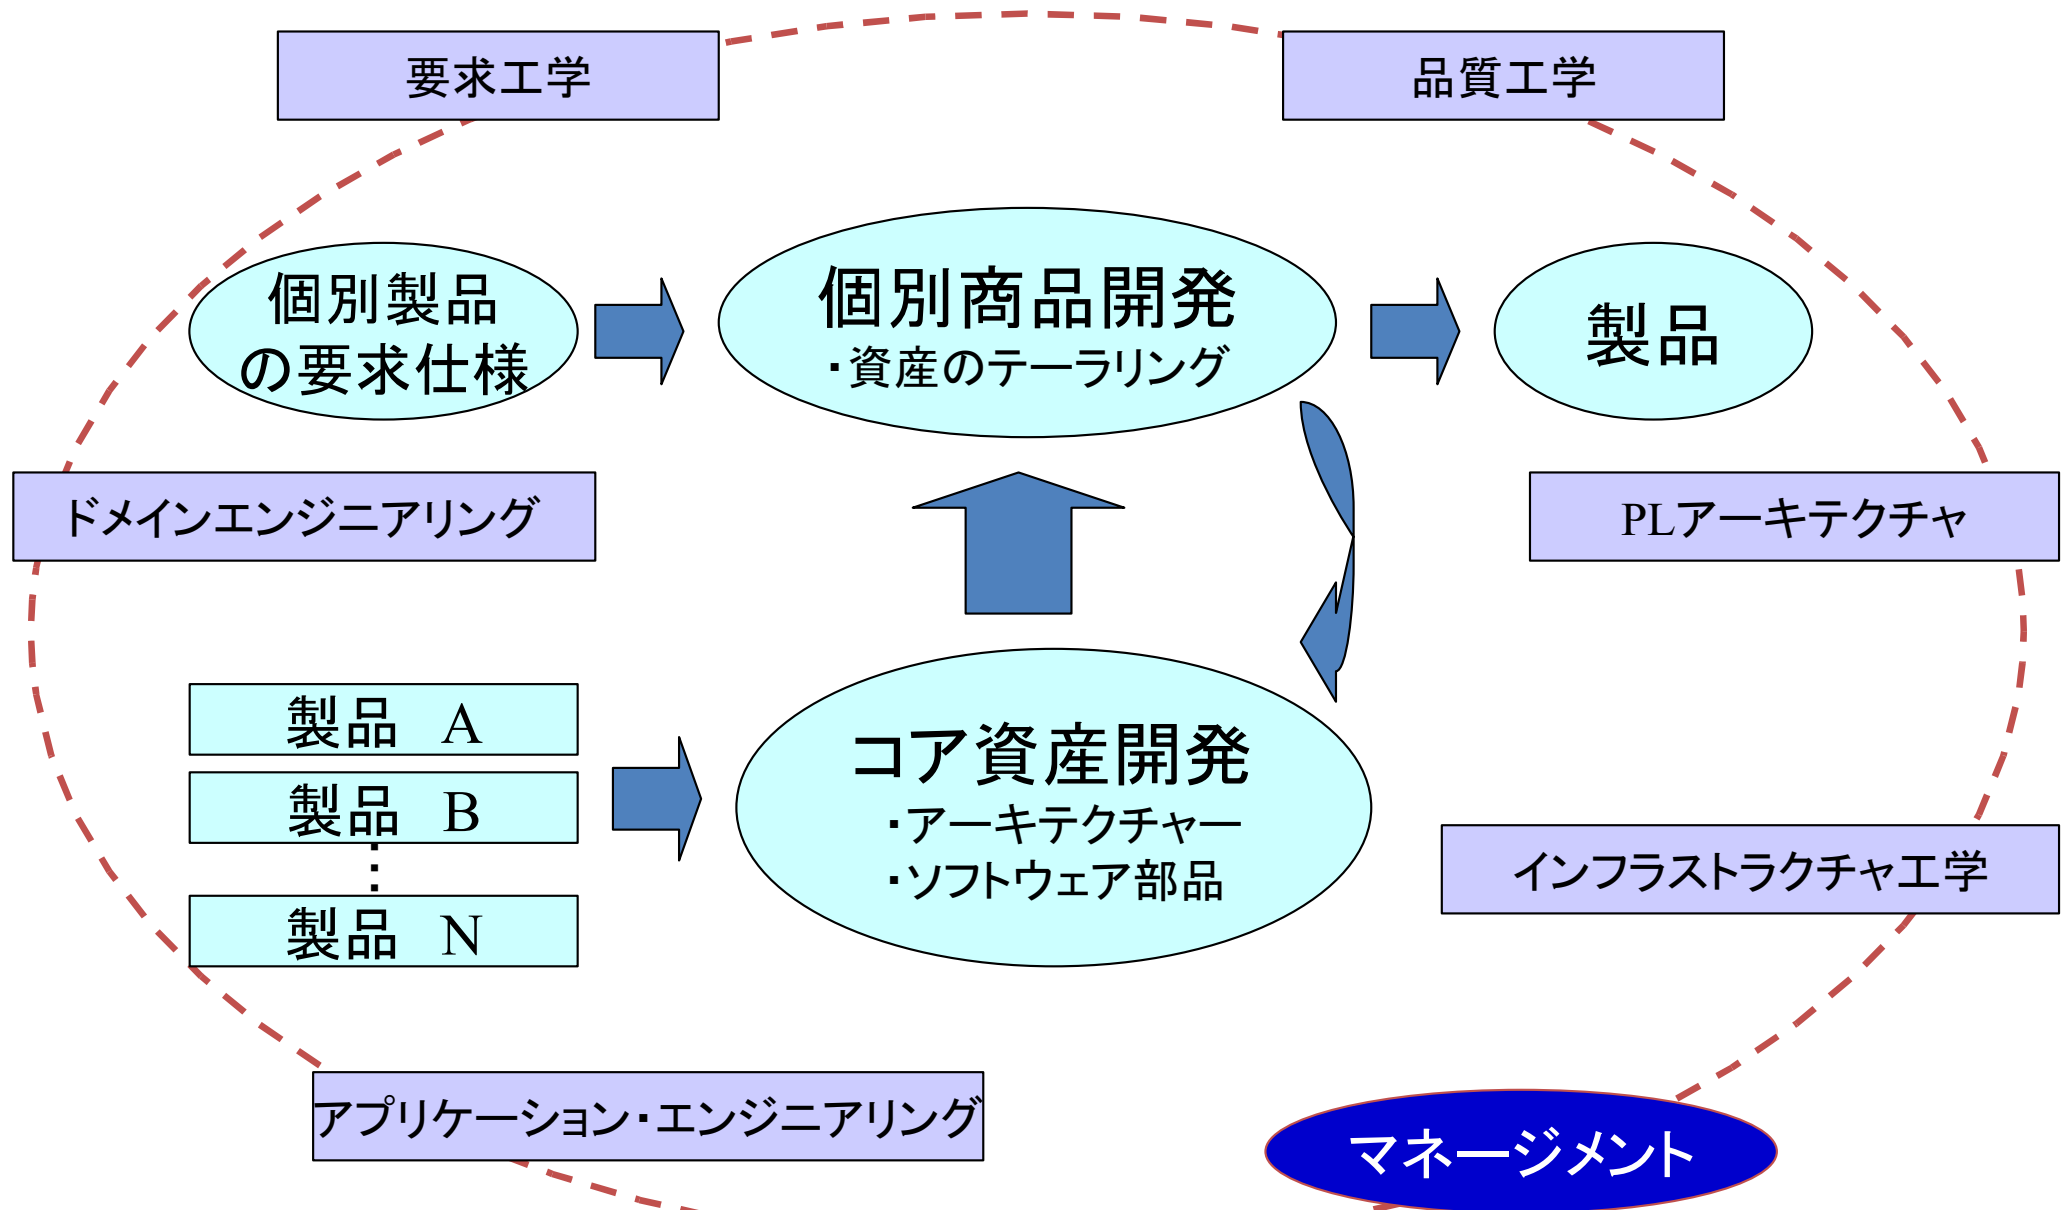 要求工学
品質工学
個別製品
の要求仕様
個別商品開発
・資産のテーラリング
製品
ドメインエンジニアリング
PLアーキテクチャ
製品　A
製品　B
製品　N
コア資産開発
・アーキテクチャー
・ソフトウェア部品
インフラストラクチャ工学
アプリケーション・エンジニアリング
マネージメント